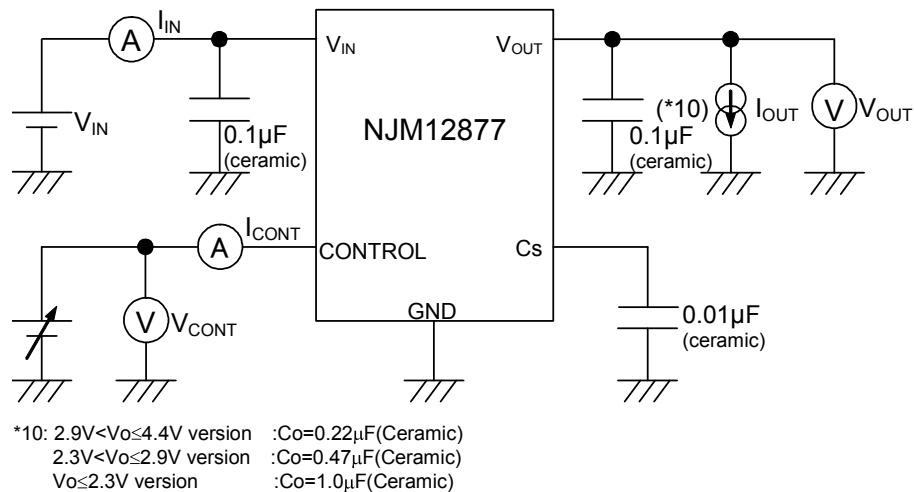 A
I_IN
V_IN
0.1µF
(ceramic)
V_IN
V_OUT
NJM12877
(*10)
0.1µF
(ceramic)
I_OUT
V
V_OUT
A
I_CONT
V
V_CONT
CONTROL
Cs
GND
0.01µF
(ceramic)
*10: 2.9V<Vo≤4.4V version :Co=0.22µF(Ceramic)
2.3V<Vo≤2.9V version :Co=0.47µF(Ceramic)
Vo≤2.3V version :Co=1.0µF(Ceramic)